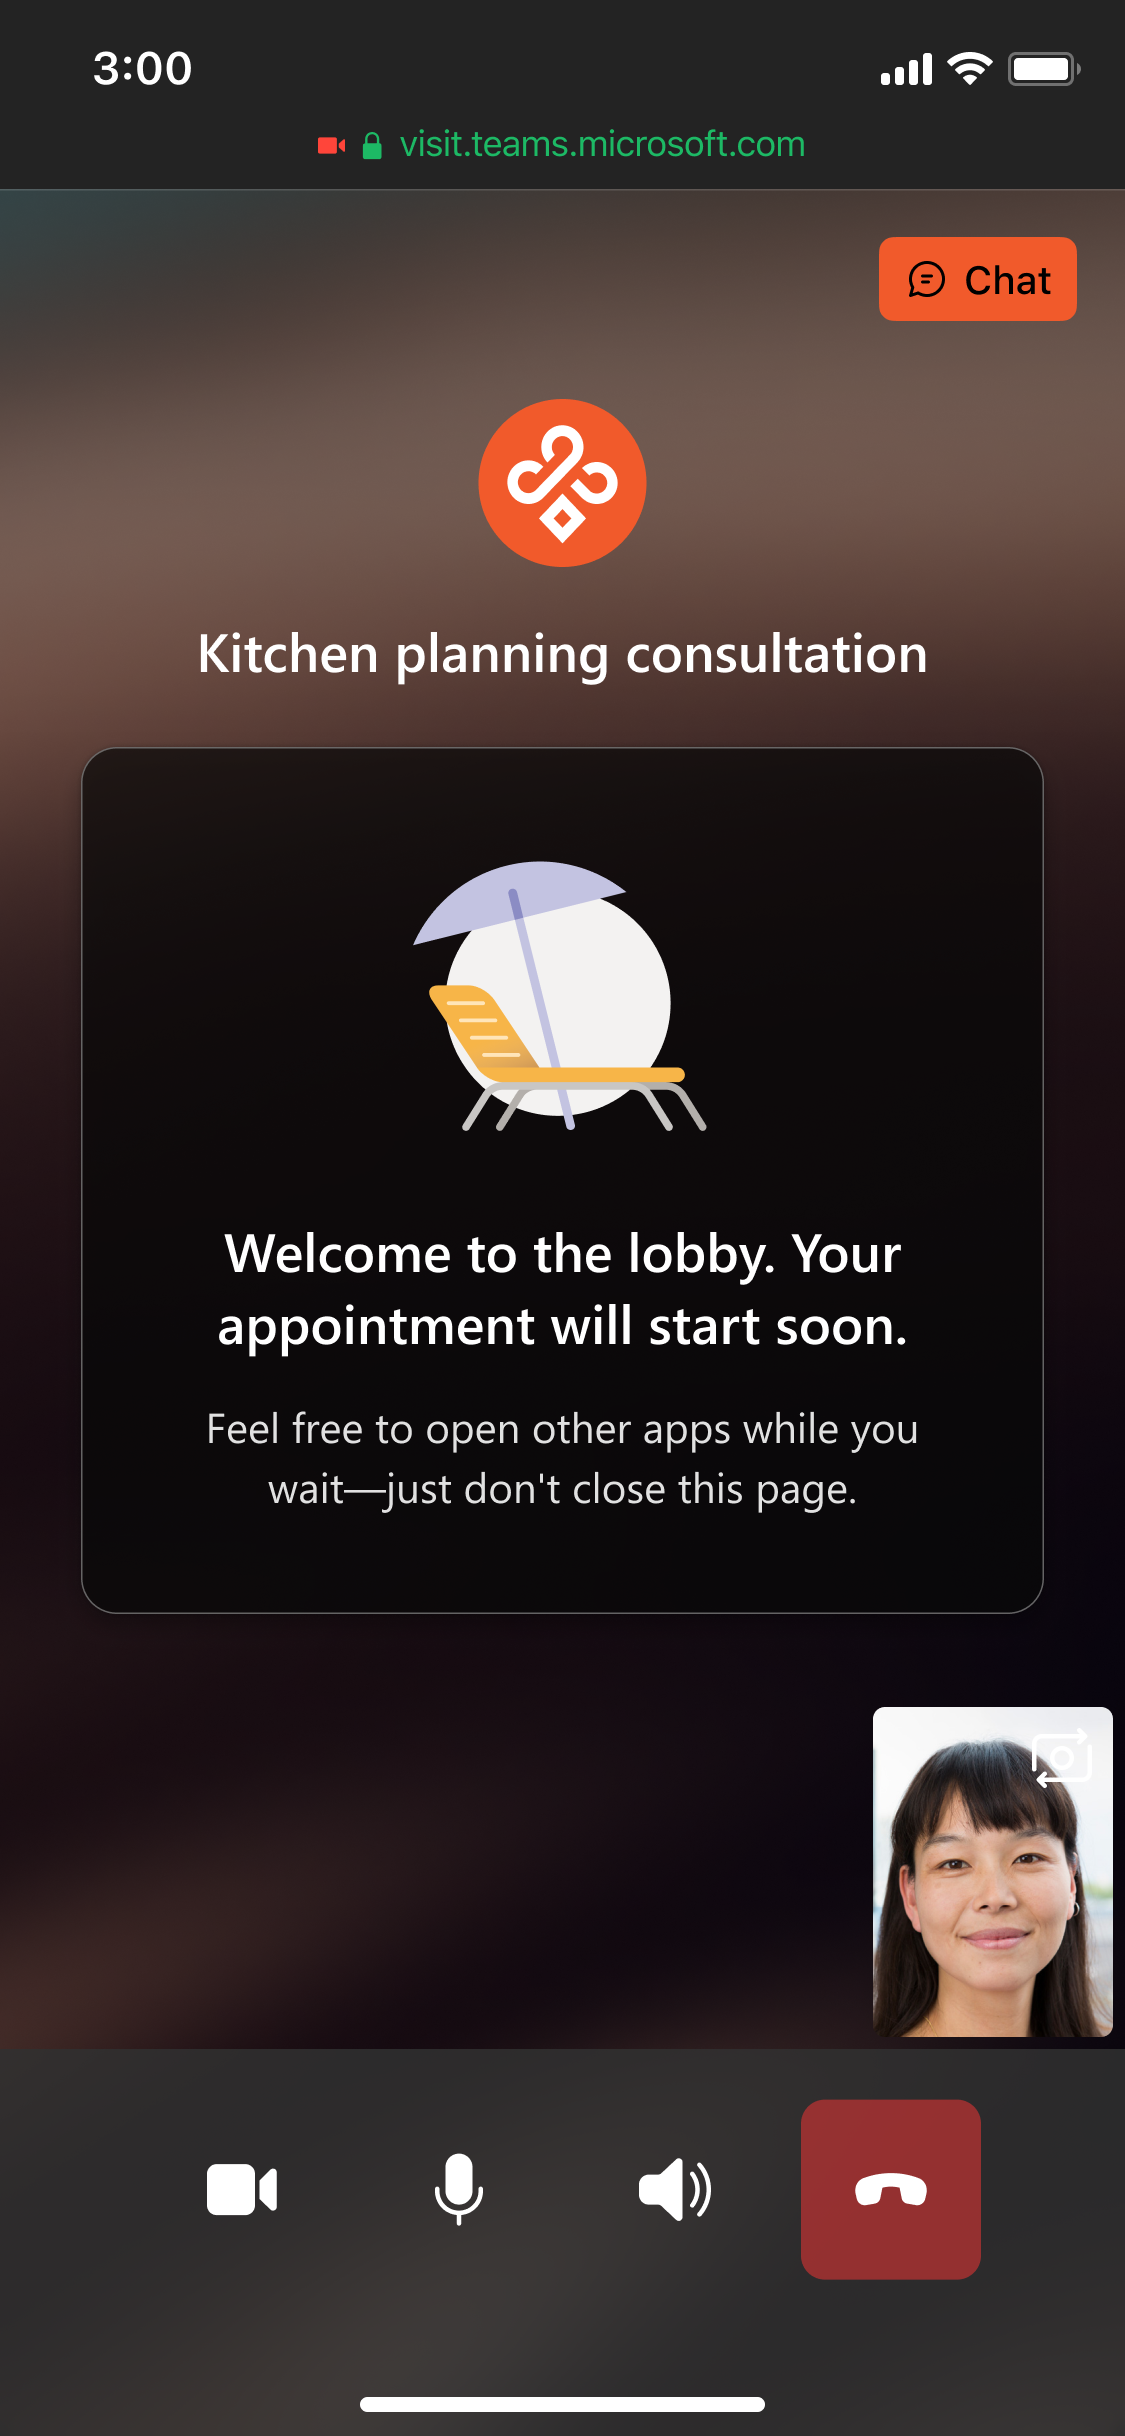 3:00
visit.teams.microsoft.com
Chat
Kitchen planning consultation
Welcome to the lobby. Your
appointment will start soon.
Feel free to open other apps while you
wait—just don't close this page.